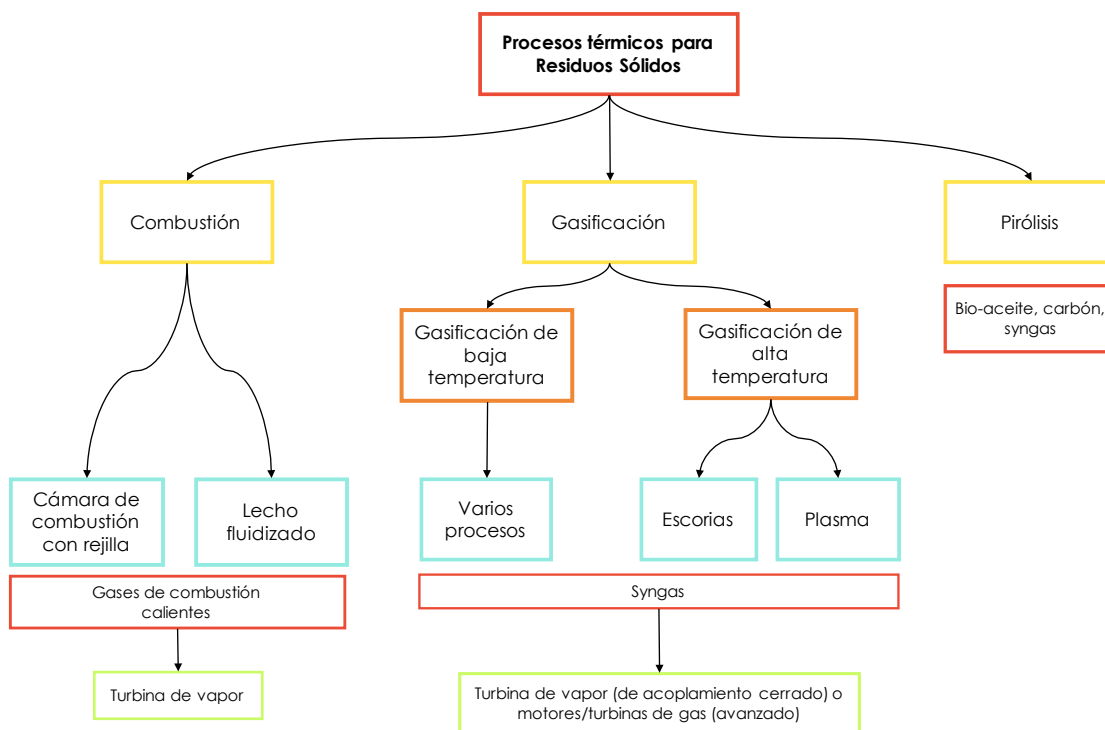 Procesos térmicos para
Residuos Sólidos
Combustión
Gasificación
Pirólisis
Bio-aceite, carbón,
syngas
Gasificación de
baja
temperatura
Gasificación de
alta
temperatura
Cámara de
combustión
con rejilla
Lecho
fluidizado
Varios
procesos
Escorias
Plasma
Gases de combustión
calientes
Syngas
Turbina de vapor
Turbina de vapor (de acoplamiento cerrado) o
motores/turbinas de gas (avanzado)